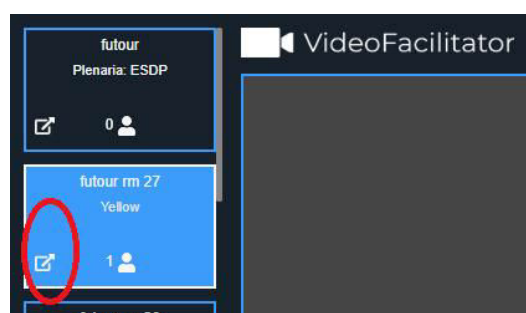 futour
Plenaria: ESDP
0
VideoFacilitator
futour rm 27
Yellow
1